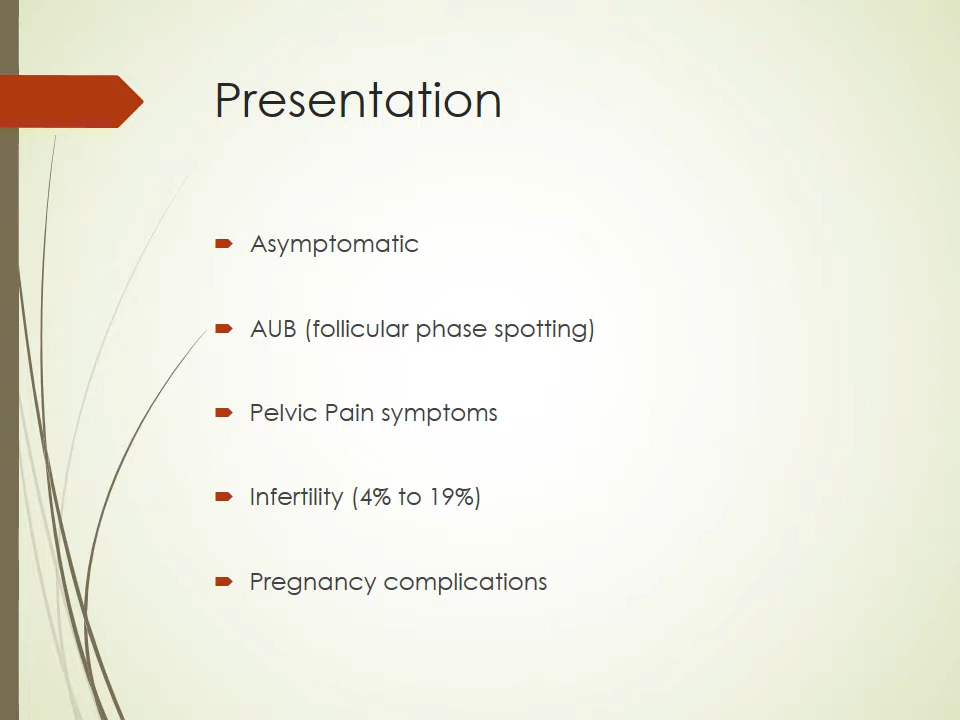 Presentation
Asymptomatic
AUB (follicular phase spotting)
Pelvic Pain symptoms
Infertility (4% to 19%)
Pregnancy complications